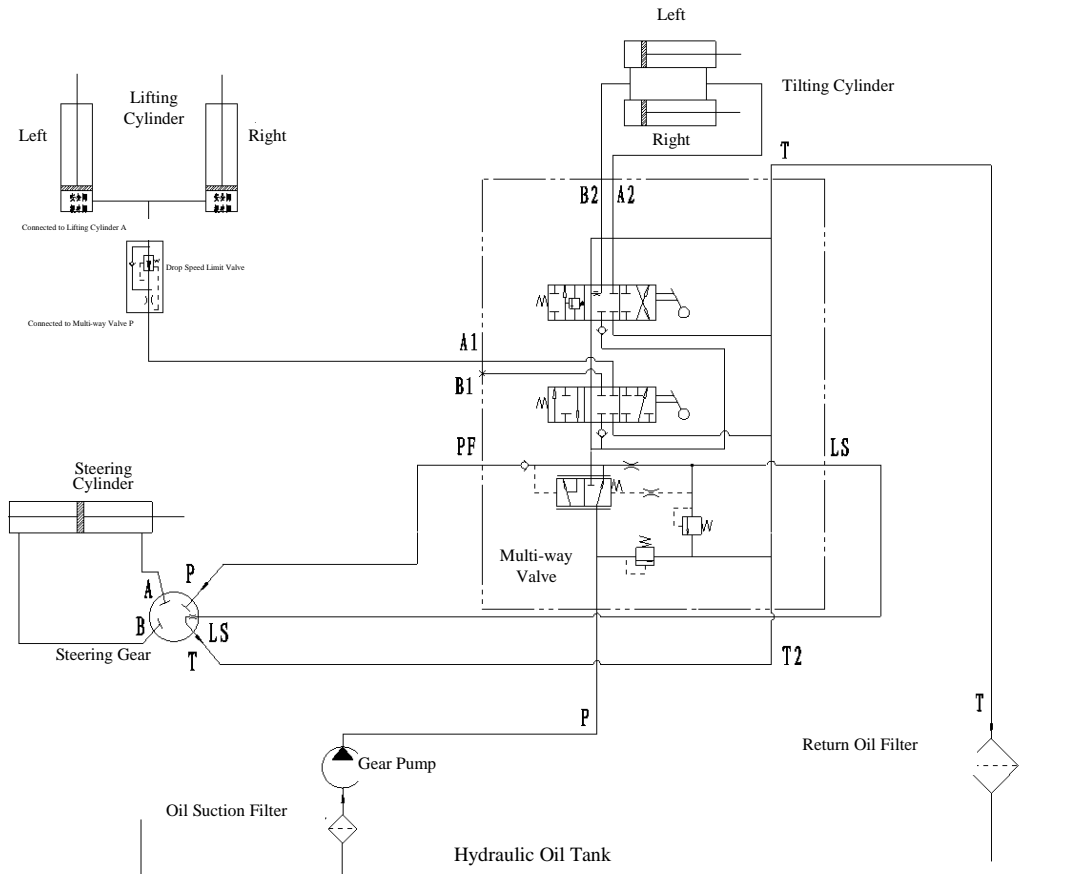 Left
Lifting
Cylinder
Left
Right
Tilting Cylinder
Right
T
B2
A2
Connected to Lifting Cylinder A
Drop Speed Limit Valve
Connected to Multi-way Valve P
A1
B1
PF
LS
Steering
Cylinder
Multi-way
Valve
P
A
B
LS
Steering Gear
T
T2
P
T
Return Oil Filter
Gear Pump
Oil Suction Filter
Hydraulic Oil Tank